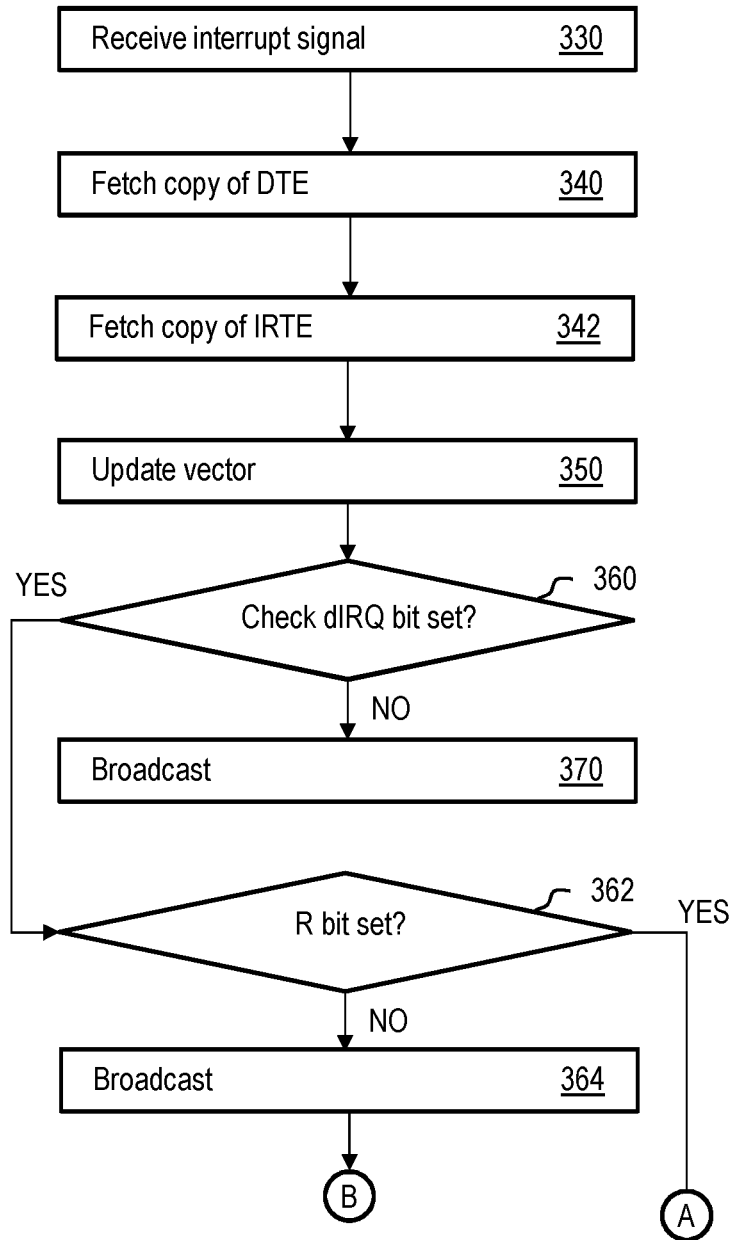 Receive interrupt signal 330
Fetch copy of DTE 340
Fetch copy of IRTE 342
Update vector 350
YES
360
Check dIRQ bit set?
NO
Broadcast 370
362
YES
R bit set?
NO
Broadcast 364
B
A